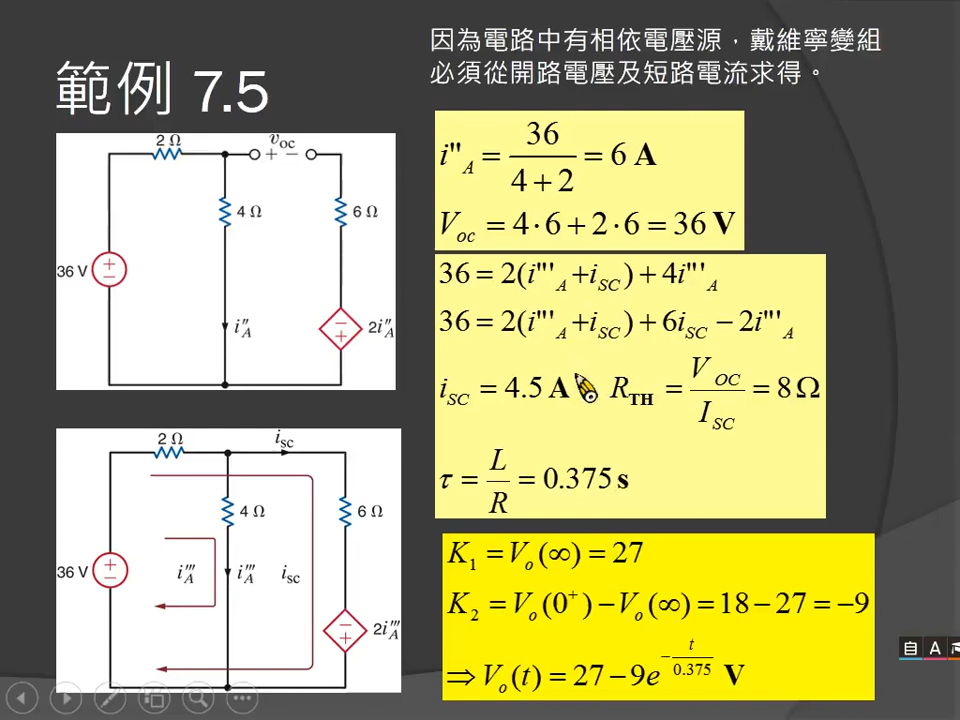 因為電路中有相依電壓源，戴維寧變組
必須從開路電壓及短路電流求得。
範例 7.5
2 Ω
v_oc
+ −
4 Ω
6 Ω
36 V
+
−
i''_A
−
+
2i''_A
i''_A = 36/(4+2) = 6 A
V_oc = 4·6+2·6 = 36 V
36 = 2(i'''_A +i_SC) + 4i'''_A
36 = 2(i'''_A +i_SC) + 6i_SC − 2i'''_A
i_SC = 4.5 A R_TH = V_OC/I_SC = 8 Ω
τ = L/R = 0.375 s
2 Ω
i_sc
4 Ω
6 Ω
36 V
+
−
i'''_A
i'''_A
i_sc
−
+
2i'''_A
K_1 = V_o(∞) = 27
K_2 = V_o(0^+) − V_o(∞) = 18 − 27 = −9
⇒ V_o(t) = 27 − 9e^(−t/0.375) V
自 A